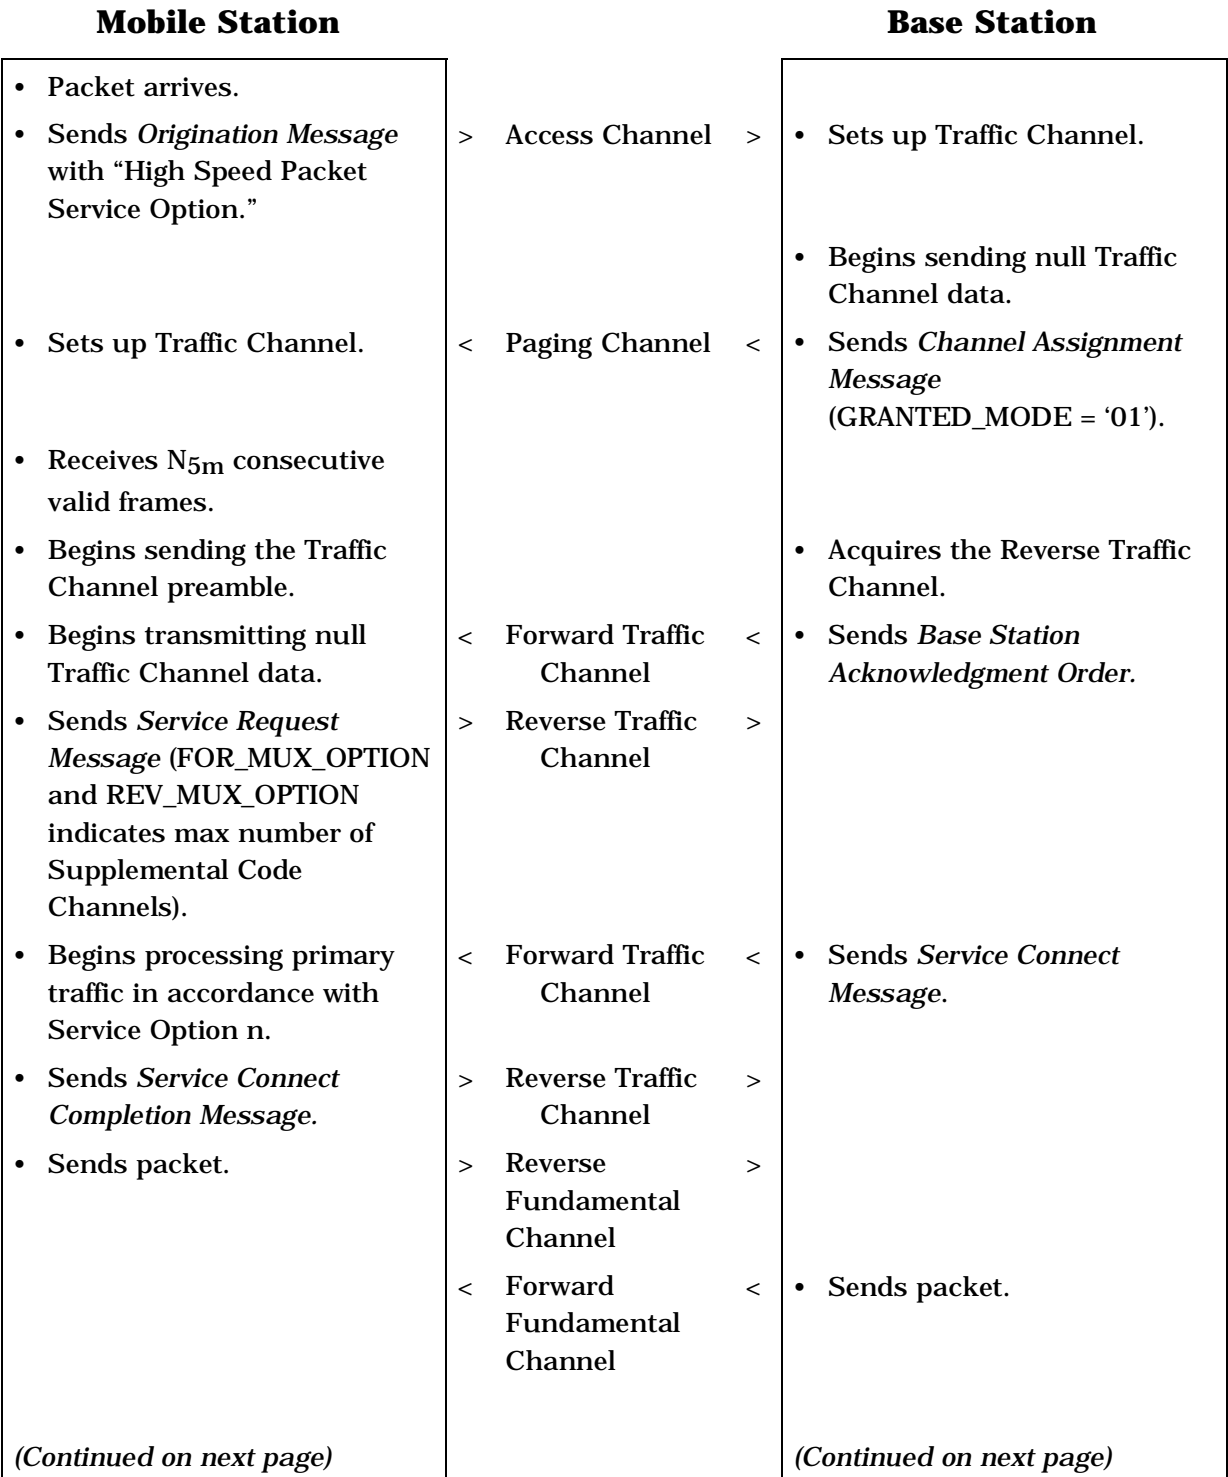 Mobile Station Base Station
• Packet arrives.
• Sends Origination Message > Access Channel > • Sets up Traffic Channel.
with “High Speed Packet
Service Option.”
• Begins sending null Traffic
Channel data.
• Sets up Traffic Channel. < Paging Channel < • Sends Channel Assignment
Message
(GRANTED_MODE = ‘01’).
• Receives N5m consecutive
valid frames.
• Begins sending the Traffic • Acquires the Reverse Traffic
Channel preamble. Channel.
• Begins transmitting null < Forward Traffic < • Sends Base Station
Traffic Channel data. Channel Acknowledgment Order.
• Sends Service Request > Reverse Traffic >
Message (FOR_MUX_OPTION Channel
and REV_MUX_OPTION
indicates max number of
Supplemental Code
Channels).
• Begins processing primary < Forward Traffic < • Sends Service Connect
traffic in accordance with Channel Message.
Service Option n.
• Sends Service Connect > Reverse Traffic >
Completion Message. Channel
• Sends packet. > Reverse >
Fundamental
Channel
< Forward < • Sends packet.
Fundamental
Channel
(Continued on next page) (Continued on next page)